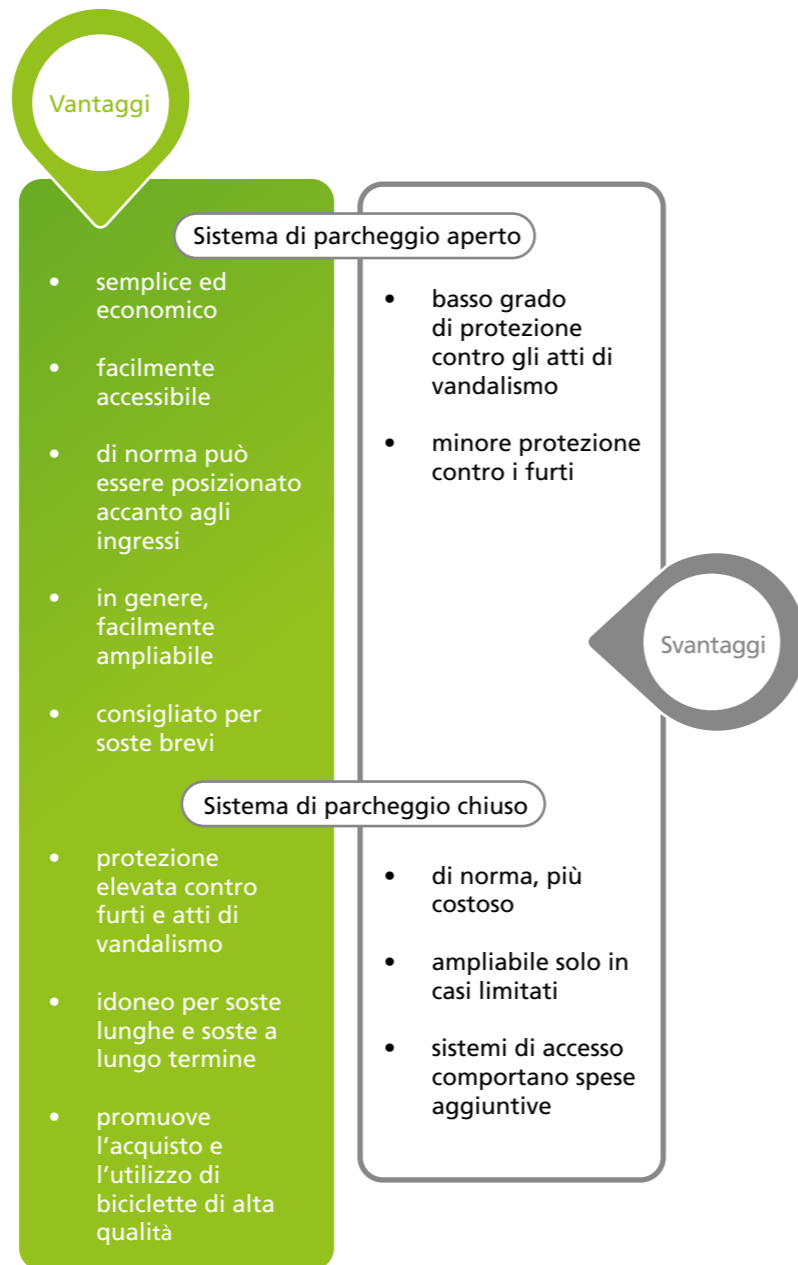 Vantaggi
Sistema di parcheggio aperto
• semplice ed
economico
• facilmente
accessibile
• di norma può
essere posizionato
accanto agli
ingressi
• in genere,
facilmente
ampliabile
• consigliato per
soste brevi
• basso grado
di protezione
contro gli atti di
vandalismo
• minore protezione
contro i furti
Svantaggi
Sistema di parcheggio chiuso
• protezione
elevata contro
furti e atti di
vandalismo
• idoneo per soste
lunghe e soste a
lungo termine
• promuove
l'acquisto e
l'utilizzo di
biciclette di alta
qualità
• di norma, più
costoso
• ampliabile solo in
casi limitati
• sistemi di accesso
comportano spese
aggiuntive